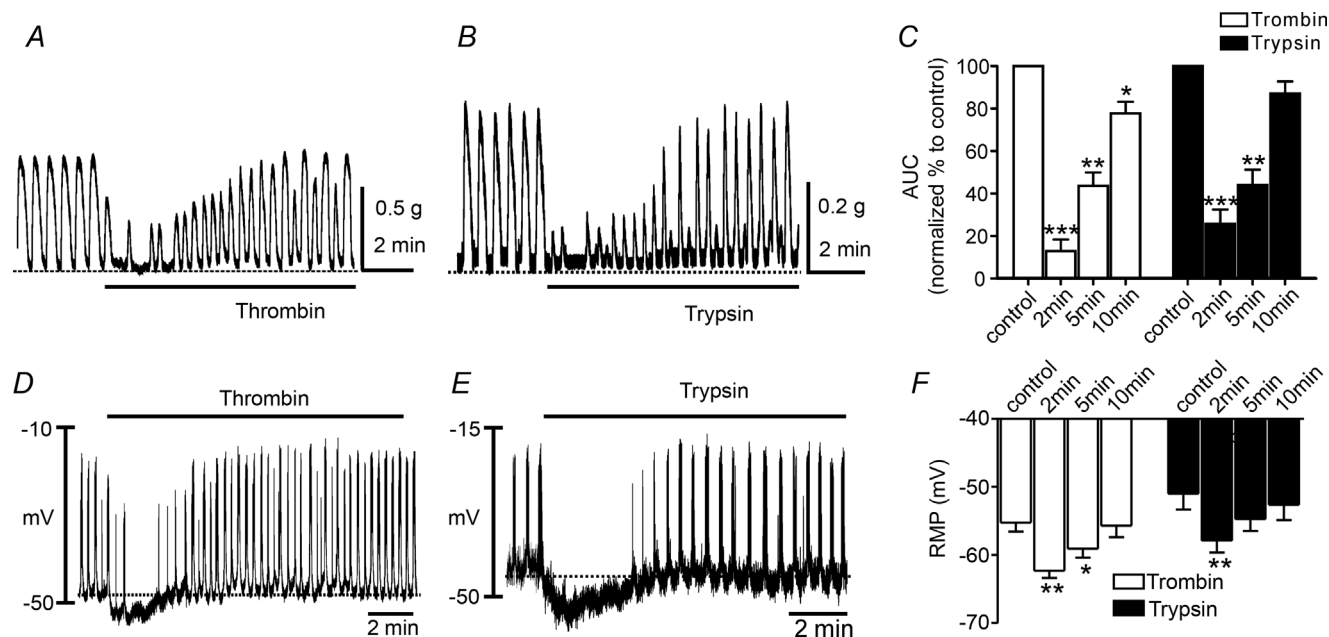 A
0.5 g
2 min
Thrombin
B
0.2 g
2 min
Trypsin
C
Trombin
Trypsin
AUC
(normalized % to control)
100
80
60
40
20
0
***
**
*
***
**
control
2min
5min
10min
control
2min
5min
10min
D
Thrombin
-10
mV
-50
2 min
E
Trypsin
-15
mV
-50
2 min
F
control
2min
5min
10min
control
2min
5min
10min
RMP (mV)
-40
-50
-60
-70
**
*
**
Trombin
Trypsin